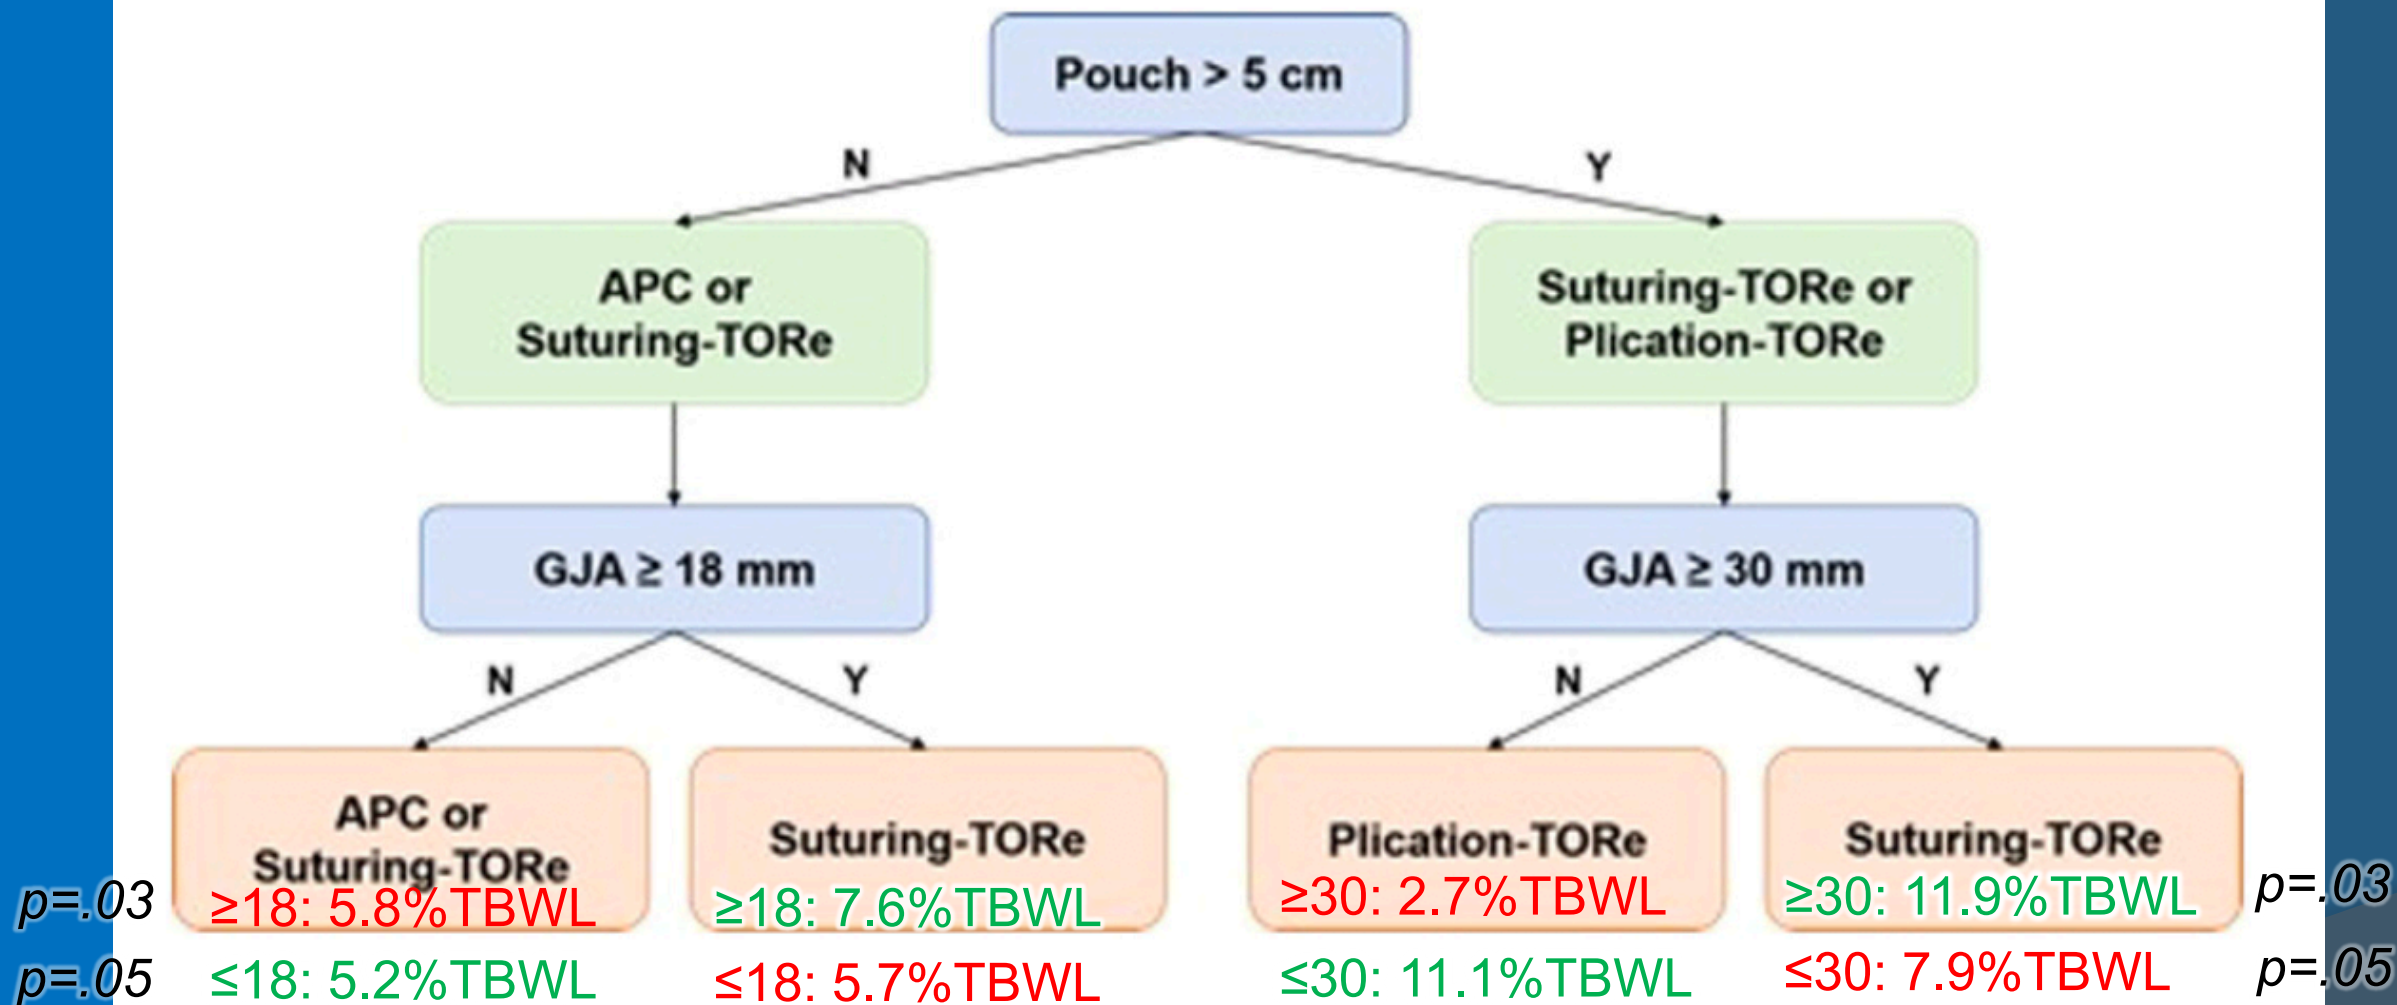 Pouch > 5 cm
N
Y
APC or
Suturing-TORe
Suturing-TORe or
Plication-TORe
GJA ≥ 18 mm
GJA ≥ 30 mm
N
Y
N
Y
APC or
Suturing-TORe
Suturing-TORe
Plication-TORe
Suturing-TORe
p=.03
≥18: 5.8%TBWL
≥18: 7.6%TBWL
≥30: 2.7%TBWL
≥30: 11.9%TBWL
p=.03
p=.05
≤18: 5.2%TBWL
≤18: 5.7%TBWL
≤30: 11.1%TBWL
≤30: 7.9%TBWL
p=.05